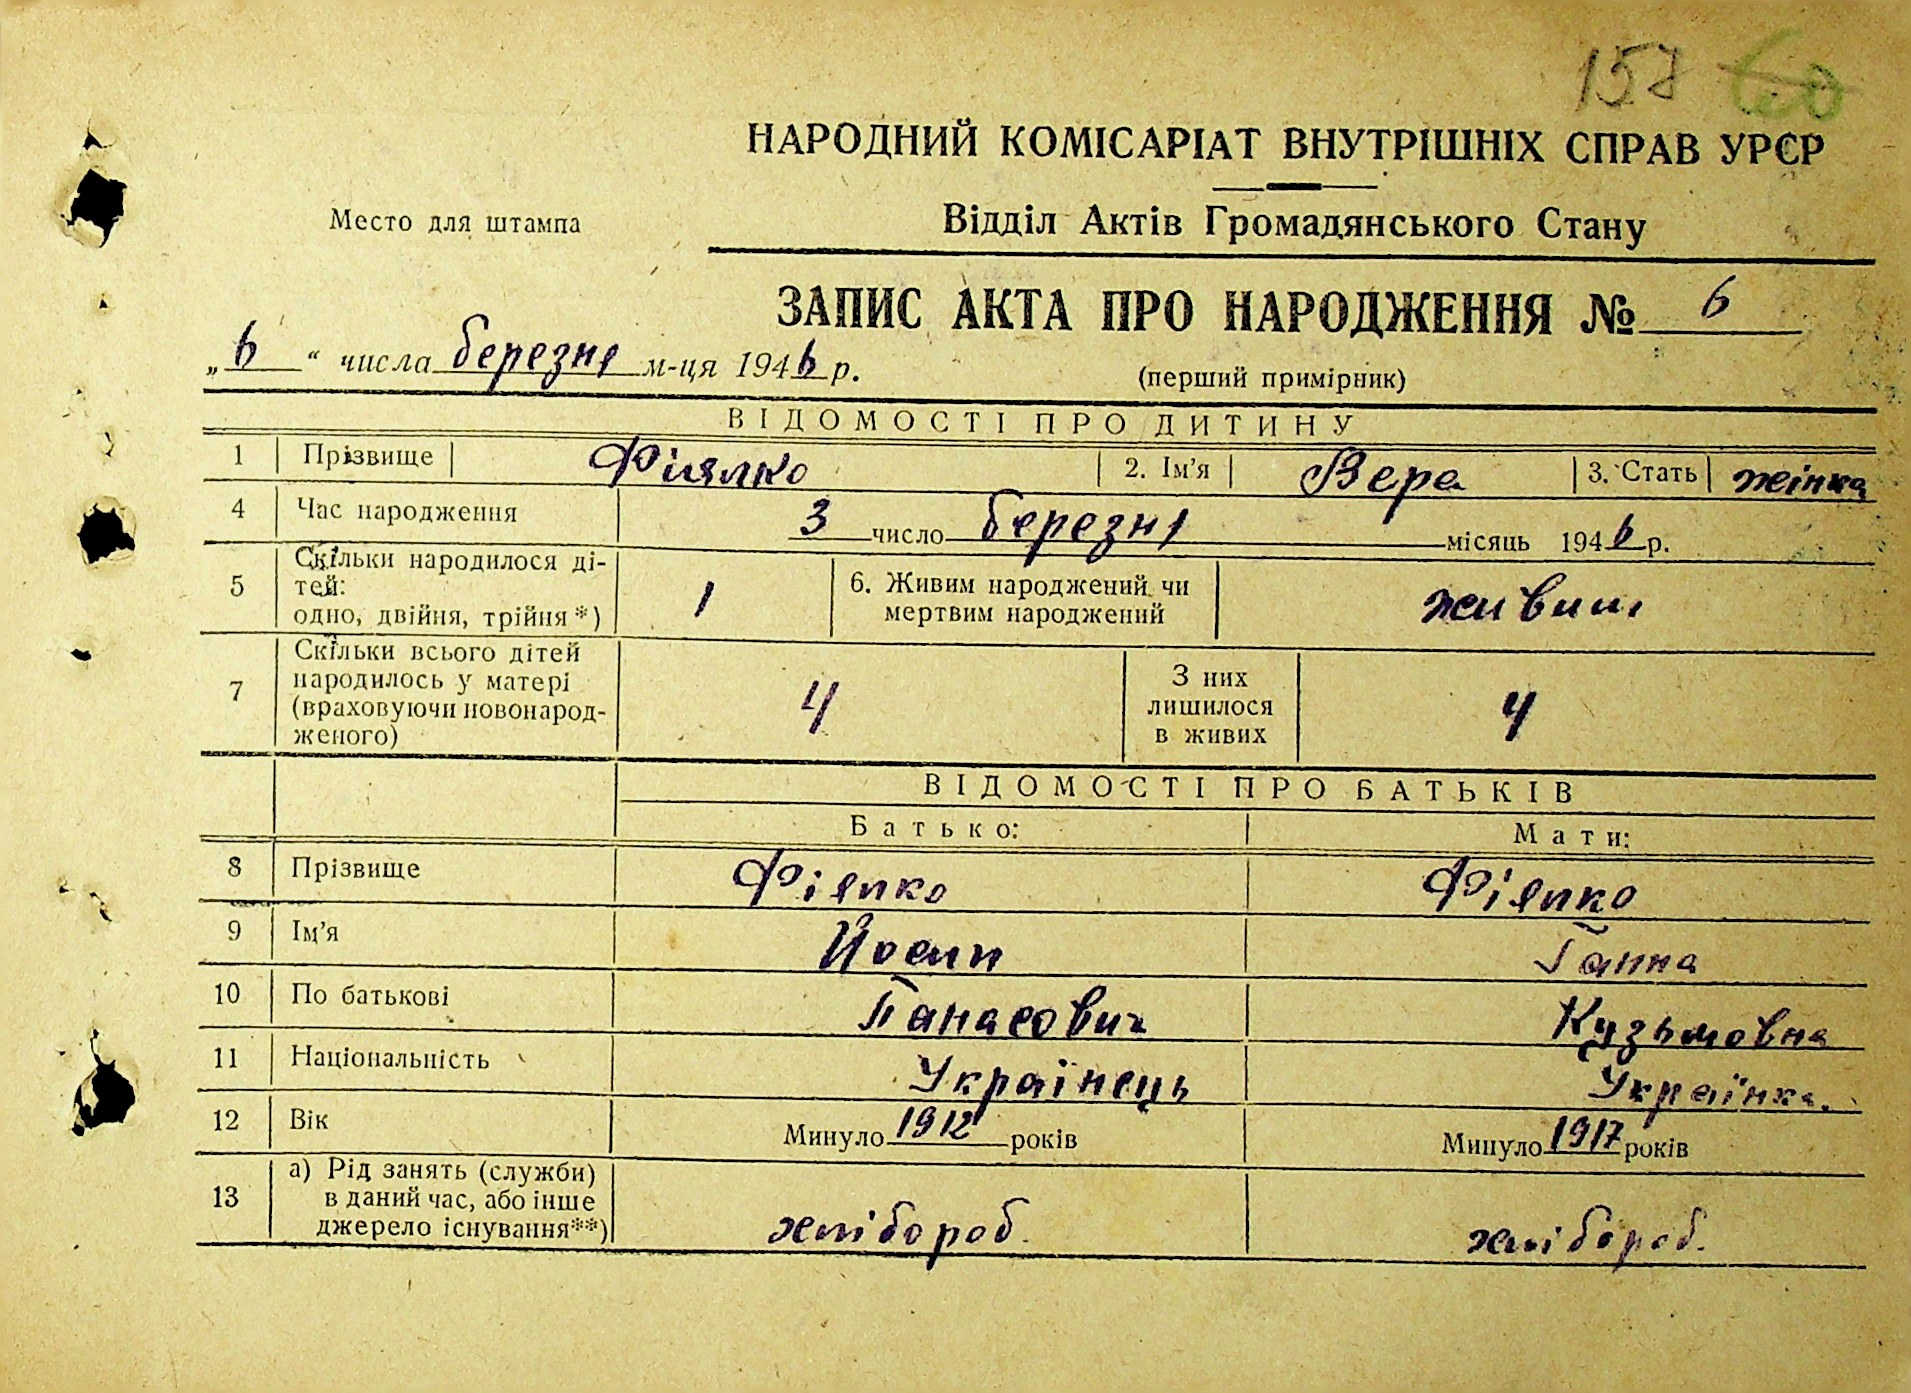 157 60
НАРОДНИЙ КОМІСАРІАТ ВНУТРІШНІХ СПРАВ УРСР
Место для штампа
Відділ Актів Громадянського Стану
ЗАПИС АКТА ПРО НАРОДЖЕННЯ № 6
„6“ числа березня м-ця 1946 р.
(перший примірник)
ВІДОМОСТІ ПРО ДИТИНУ
1 Прізвище Фіялко 2. Ім'я Вера 3. Стать жінка
4 Час народження 3 число березня місяць 1946 р.
5 Скільки народилося ді-
тей:
одно, двійня, трійня*) 1
6. Живим народжений чи
мертвим народжений живим
7 Скільки всього дітей
народилось у матері
(враховуючи новонарод-
женого) 4
З них
лишилося
в живих 4
ВІДОМОСТІ ПРО БАТЬКІВ
Батько: Мати:
8 Прізвище Фіялко Фіялко
9 Ім'я Йосип Ганна
10 По батькові Панасович Кузьмовна
11 Національність Українець Українка.
12 Вік Минуло 1912 років Минуло 1917 років
13 а) Рід занять (служби)
в даний час, або інше
джерело існування**) хлібороб. хлібороб.